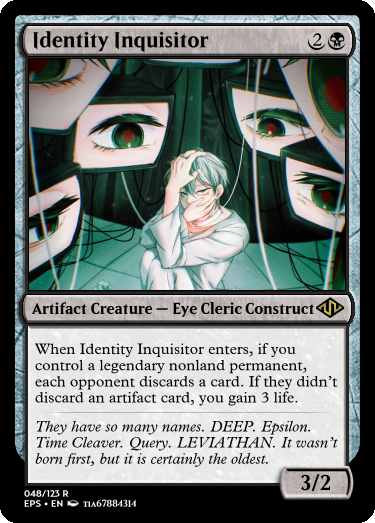 Identity Inquisitor 2
Artifact Creature — Eye Cleric Construct
When Identity Inquisitor enters, if you
control a legendary nonland permanent,
each opponent discards a card. If they didn't
discard an artifact card, you gain 3 life.
They have so many names. DEEP. Epsilon.
Time Cleaver. Query. LEVIATHAN. It wasn't
born first, but it is certainly the oldest.
3/2
048/123 R
EPS • EN TIA67884314